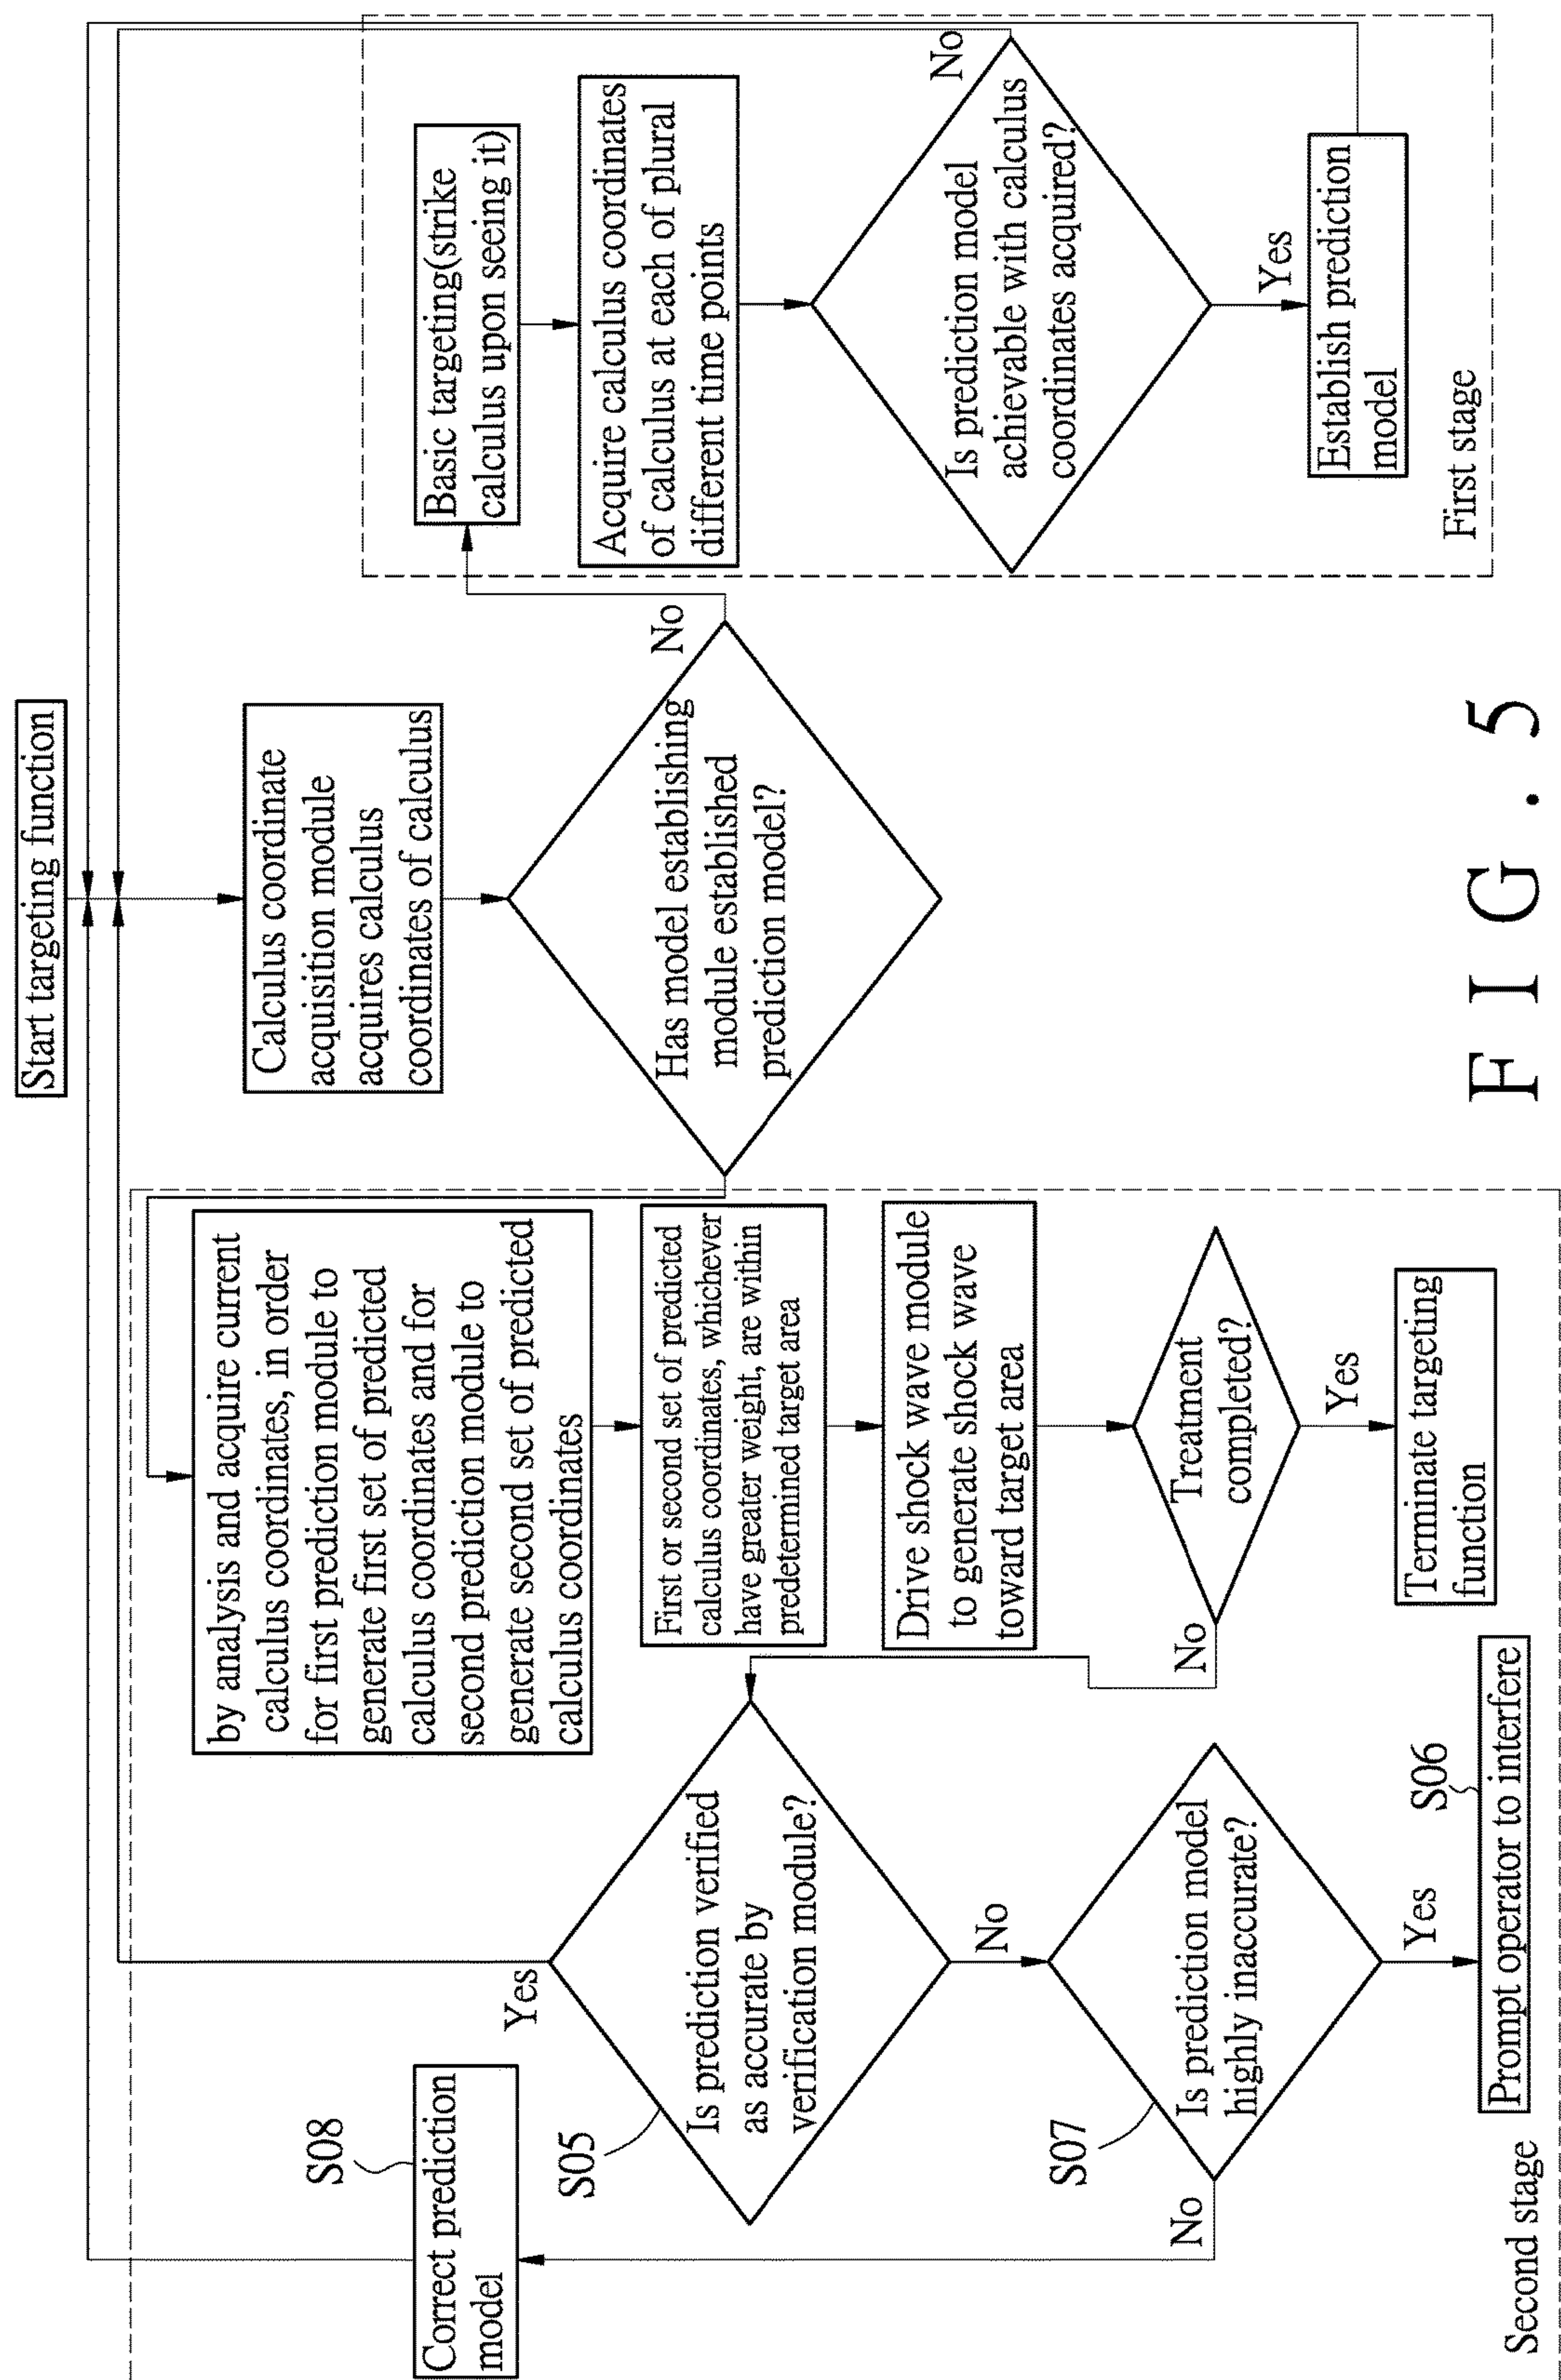 Start targeting function
Calculus coordinate
acquisition module
acquires calculus
coordinates of calculus
Has model establishing
module established
prediction model?
No
Basic targeting(strike
calculus upon seeing it)
Acquire calculus coordinates
of calculus at each of plural
different time points
Is prediction model
achievable with calculus
coordinates acquired?
No
Yes
Establish prediction
model
First stage
by analysis and acquire current
calculus coordinates, in order
for first prediction module to
generate first set of predicted
calculus coordinates and for
second prediction module to
generate second set of predicted
calculus coordinates
First or second set of predicted
calculus coordinates, whichever
have greater weight, are within
predetermined target area
Drive shock wave module
to generate shock wave
toward target area
Treatment
completed?
No
Yes
Terminate targeting
function
Is prediction verified
as accurate by
verification module?
S05
Yes
No
Is prediction model
highly inaccurate?
S07
No
Yes
S06
Prompt operator to interfere
S08
Correct prediction
model
Second stage
FIG.5